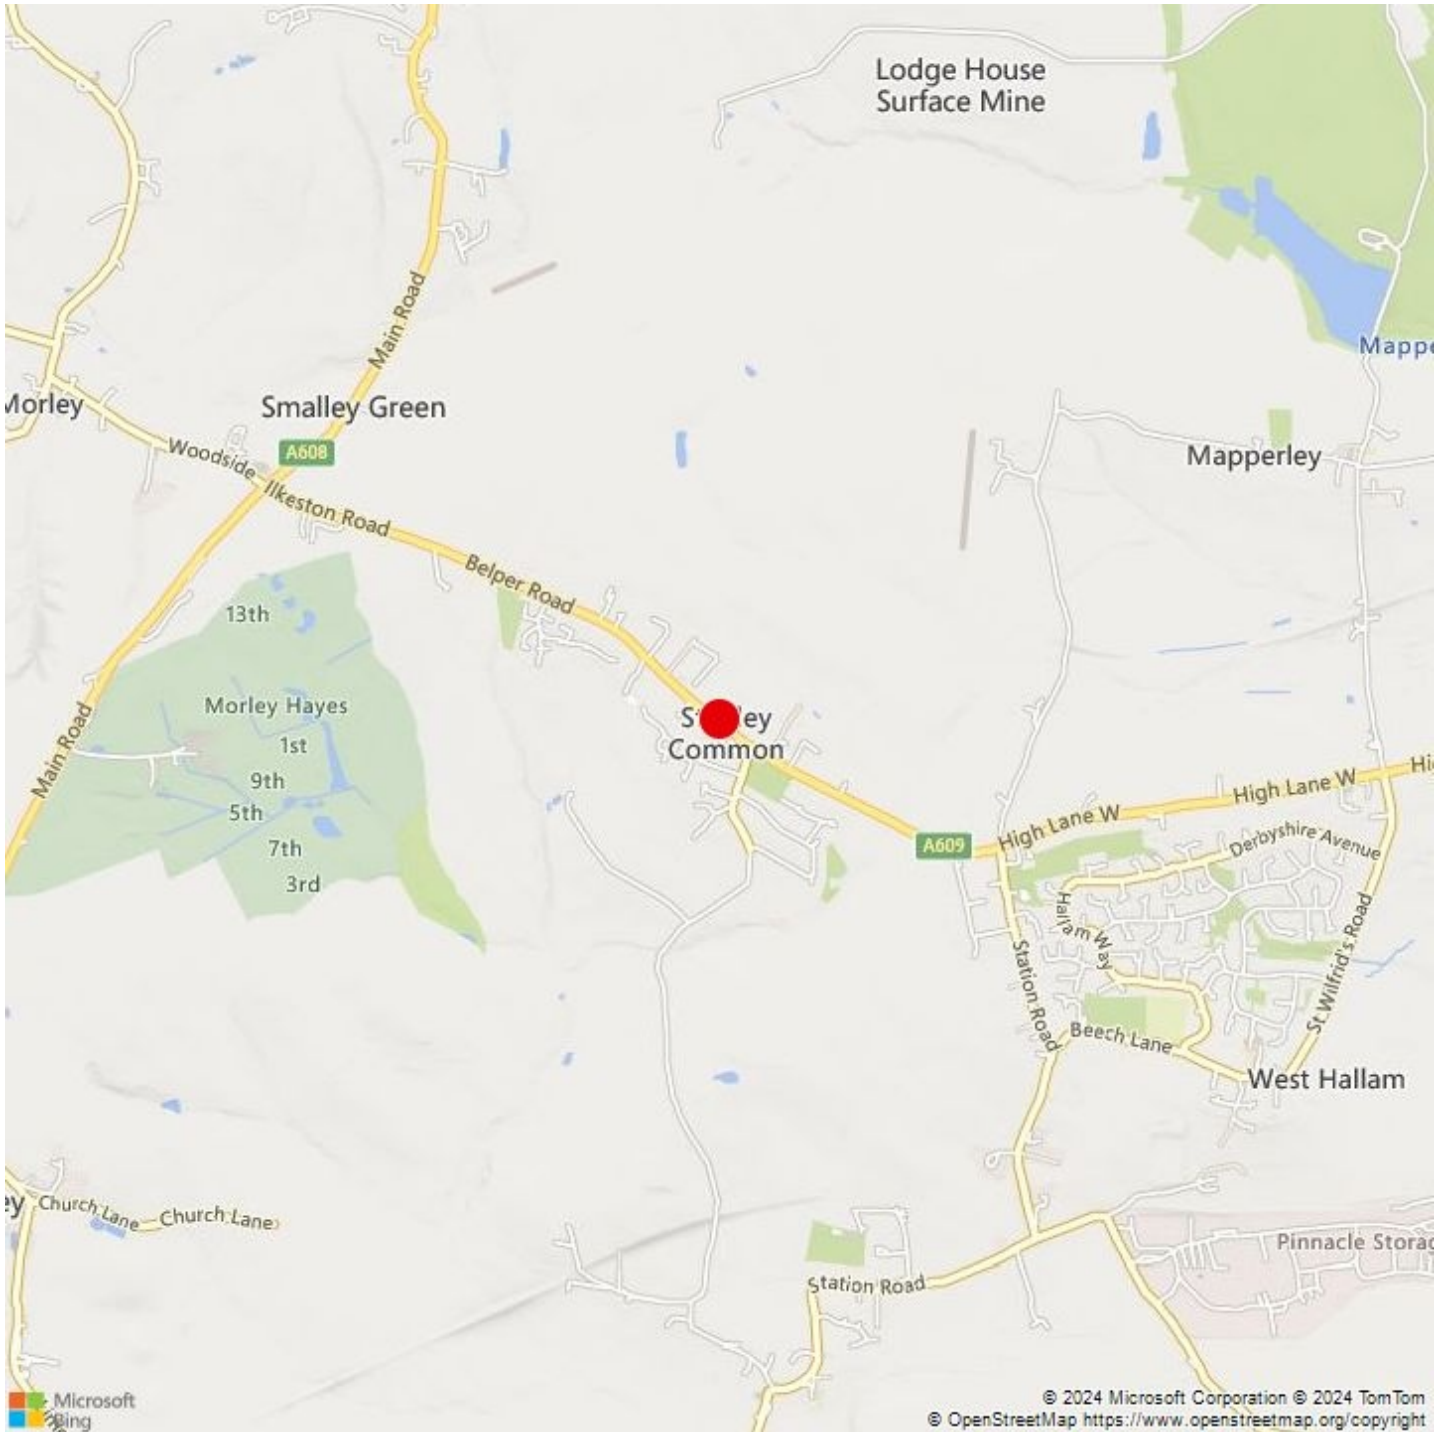 Lodge House
Surface Mine
Main Road
Mappe
Morley
Smalley Green
A608
Woodside
Mapperley
Ilkeston Road
Belper Road
13th
Morley Hayes
1st
Main Road
9th
5th
7th
3rd
Common
High Lane W
High Lane W
A609
Derbyshire Avenue
Hallam Way
Station Road
St Wilfrid's Road
Beech Lane
West Hallam
ey
Church Lane
Church Lane
Pinnacle Storag
Station Road
Microsoft
Bing
© 2024 Microsoft Corporation © 2024 TomTom
© OpenStreetMap https://www.openstreetmap.org/copyright